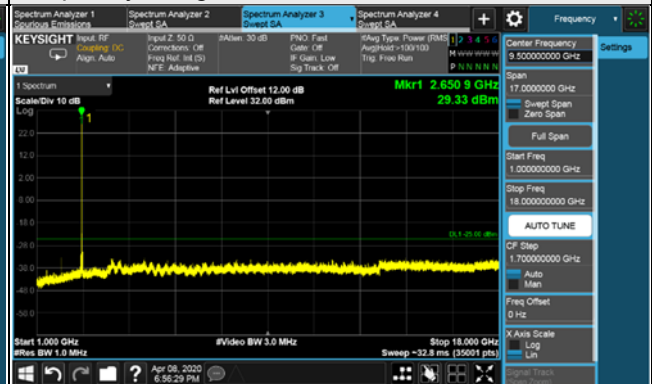 Spectrum Analyzer 1
Spurious Emissions
Spectrum Analyzer 2
Swept SA
Spectrum Analyzer 3
Swept SA
Spectrum Analyzer 4
Swept SA
+
Frequency
KEYSIGHT
Input: RF
Coupling: DC
Align: Auto
Input Z: 50 Ω
Corrections: Off
Freq Ref: Int (S)
NFE: Adaptive
#Atten: 30 dB
PNO: Fast
Gate: Off
IF Gain: Low
Sig Track: Off
#Avg Type: Power (RMS)
Avg|Hold:>100/100
Trig: Free Run
1 2 3 4 5 6
M W W W W W
P N N N N N
LXI
1 Spectrum
Scale/Div 10 dB
Log
Ref Lvl Offset 12.00 dB
Ref Level 32.00 dBm
Mkr1 2.650 9 GHz
29.33 dBm
1
22.0
12.0
2.00
-8.00
-18.0
-28.0
-38.0
-48.0
-58.0
DL1 -25.00 dBm
Start 1.000 GHz
#Res BW 1.0 MHz
#Video BW 3.0 MHz
Stop 18.000 GHz
Sweep ~32.8 ms (35001 pts)
Center Frequency
9.500000000 GHz
Settings
Span
17.0000000 GHz
Swept Span
Zero Span
Full Span
Start Freq
1.000000000 GHz
Stop Freq
18.000000000 GHz
AUTO TUNE
CF Step
1.700000000 GHz
Auto
Man
Freq Offset
0 Hz
X Axis Scale
Log
Lin
Signal Track
(Span Zoom)
?
Apr 08, 2020
6:56:29 PM